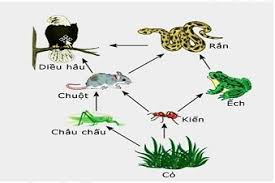 Rắn
Diều hâu
Chuột
Ếch
Kiến
Châu chấu
Cỏ